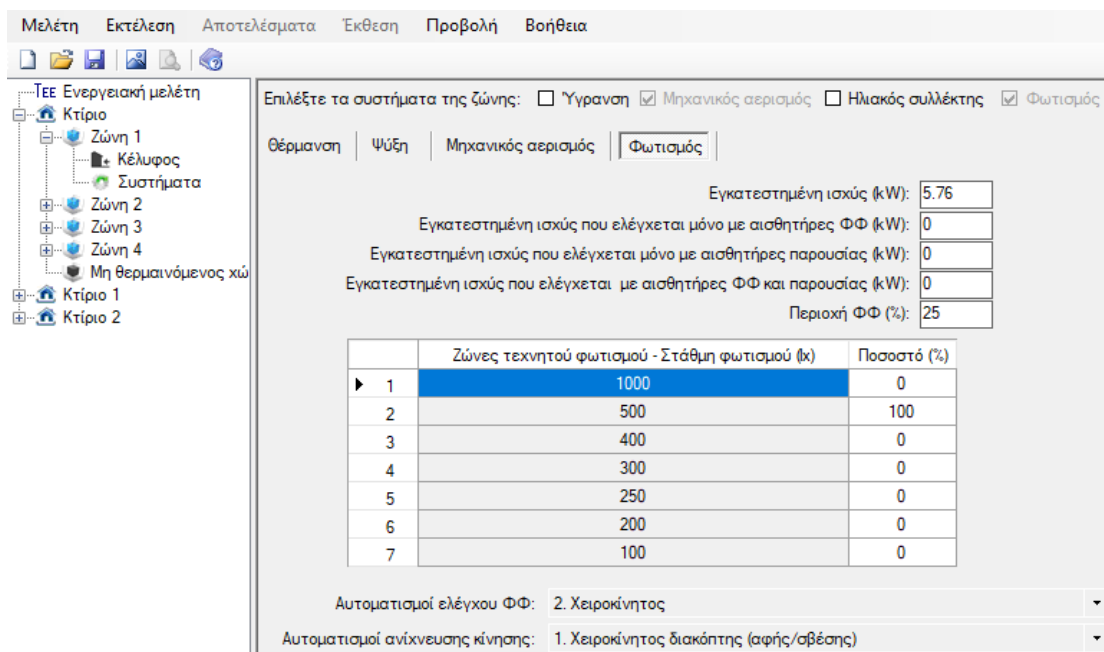 Μελέτη Εκτέλεση Αποτελέσματα Έκθεση Προβολή Βοήθεια
ΤΕΕ Ενεργειακή μελέτη
Κτίριο
Ζώνη 1
Κέλυφος
Συστήματα
Ζώνη 2
Ζώνη 3
Ζώνη 4
Μη θερμαινόμενος χώ
Κτίριο 1
Κτίριο 2
Επιλέξτε τα συστήματα της ζώνης: Ύγρανση Μηχανικός αερισμός Ηλιακός συλλέκτης Φωτισμός
Θέρμανση Ψύξη Μηχανικός αερισμός Φωτισμός
Εγκατεστημένη ισχύς (kW): 5.76
Εγκατεστημένη ισχύς που ελέγχεται μόνο με αισθητήρες ΦΦ (kW): 0
Εγκατεστημένη ισχύς που ελέγχεται μόνο με αισθητήρες παρουσίας (kW): 0
Εγκατεστημένη ισχύς που ελέγχεται με αισθητήρες ΦΦ και παρουσίας (kW): 0
Περιοχή ΦΦ (%): 25
Ζώνες τεχνητού φωτισμού - Στάθμη φωτισμού (lx) Ποσοστό (%)
1 1000 0
2 500 100
3 400 0
4 300 0
5 250 0
6 200 0
7 100 0
Αυτοματισμοί ελέγχου ΦΦ: 2. Χειροκίνητος
Αυτοματισμοί ανίχνευσης κίνησης: 1. Χειροκίνητος διακόπτης (αφής/σβέσης)